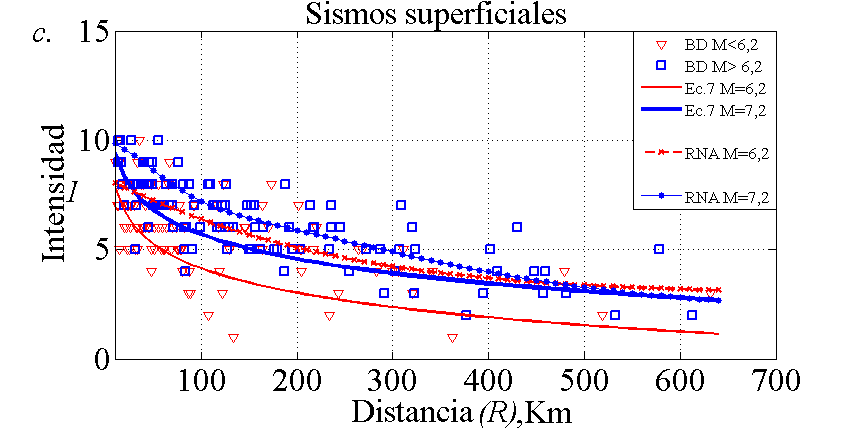 Sismos superficiales
c.
15
10
5
0
Intensidad I
BD M<6,2
BD M> 6,2
Ec.7 M=6,2
Ec.7 M=7,2
RNA M=6,2
RNA M=7,2
100 200 300 400 500 600 700
Distancia (R),Km